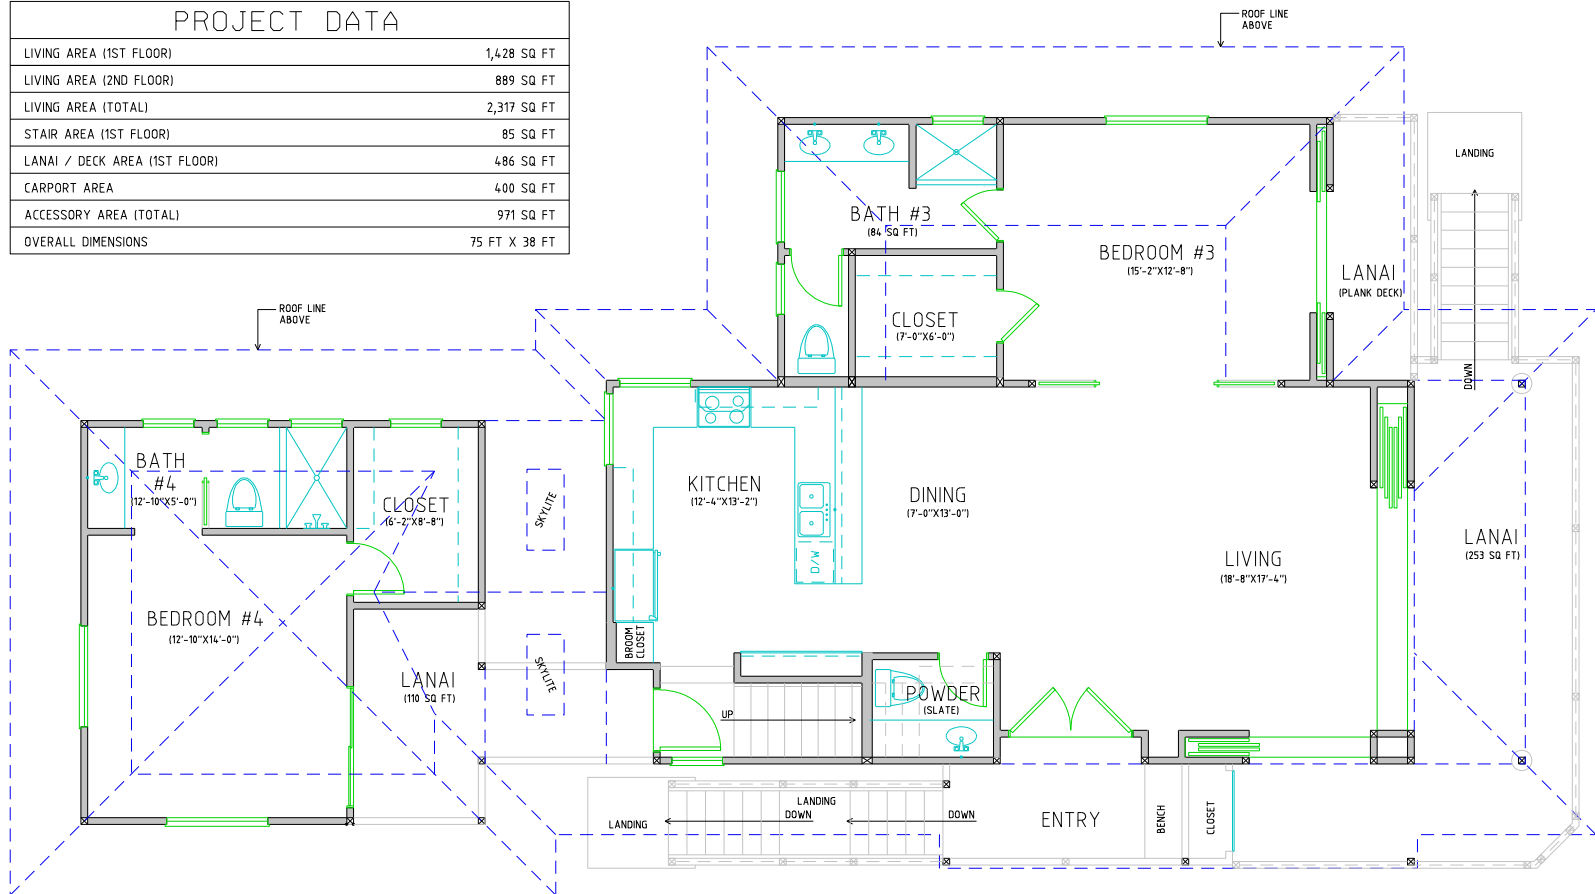 PROJECT DATA
LIVING AREA (1ST FLOOR) 1,428 SQ FT
LIVING AREA (2ND FLOOR) 889 SQ FT
LIVING AREA (TOTAL) 2,317 SQ FT
STAIR AREA (1ST FLOOR) 85 SQ FT
LANAI / DECK AREA (1ST FLOOR) 486 SQ FT
CARPORT AREA 400 SQ FT
ACCESSORY AREA (TOTAL) 971 SQ FT
OVERALL DIMENSIONS 75 FT X 38 FT
ROOF LINE
ABOVE
LANDING
DOWN
BATH #3
(84 SQ FT)
BEDROOM #3
(15'-2"X12'-8")
LANAI
(PLANK DECK)
CLOSET
(7'-0"X6'-0")
ROOF LINE
ABOVE
BATH
#4
(12'-10"X5'-0")
CLOSET
(6'-2"X8'-8")
SKYLITE
KITCHEN
(12'-4"X13'-2")
DINING
(7'-0"X13'-0")
D/W
LIVING
(18'-8"X17'-4")
LANAI
(253 SQ FT)
BEDROOM #4
(12'-10"X14'-0")
BROOM
CLOSET
SKYLITE
LANAI
(110 SQ FT)
UP
POWDER
(SLATE)
LANDING
LANDING
DOWN
DOWN
ENTRY
BENCH
CLOSET